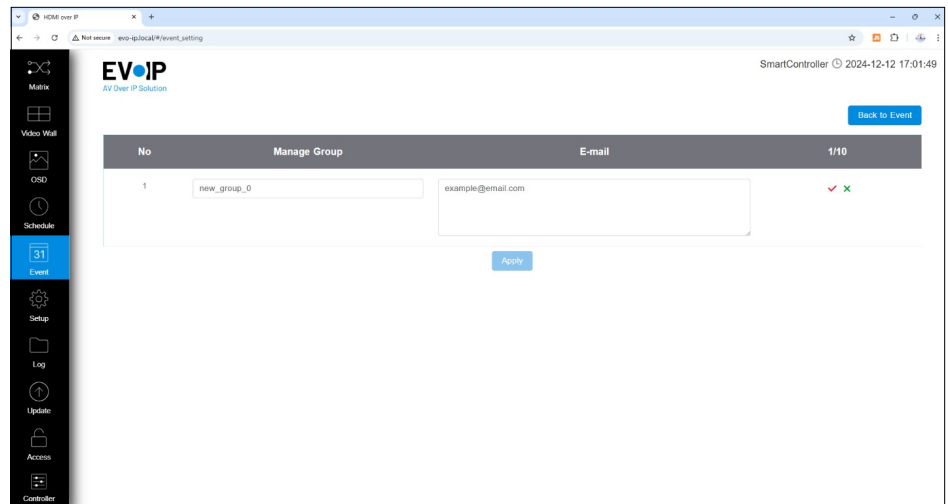 HDMI over IP
Not secure evo-ip.local/#/event_setting
SmartController 2024-12-12 17:01:49
EVOIP
AV Over IP Solution
Back to Event
No Manage Group E-mail 1/10
1 new_group_0 example@email.com
Apply
Matrix
Video Wall
OSD
Schedule
31
Event
Setup
Log
Update
Access
Controller